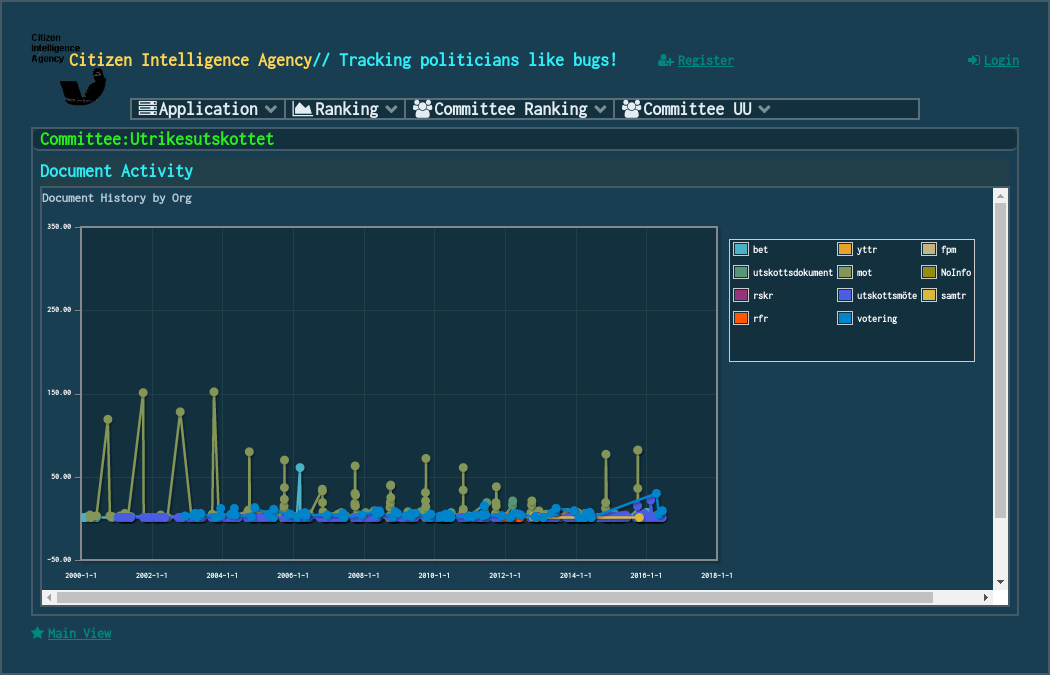 Citizen
Intelligence
Agency
Citizen Intelligence Agency// Tracking politicians like bugs!
Register
Login
Application
Ranking
Committee Ranking
Committee UU
Committee:Utrikesutskottet
Document Activity
Document History by Org
350.00
250.00
150.00
50.00
-50.00
2000-1-1 2002-1-1 2004-1-1 2006-1-1 2008-1-1 2010-1-1 2012-1-1 2014-1-1 2016-1-1 2018-1-1
bet yttr fpm
utskottsdokument mot NoInfo
rskr utskottsmöte samtr
rfr votering
Main View